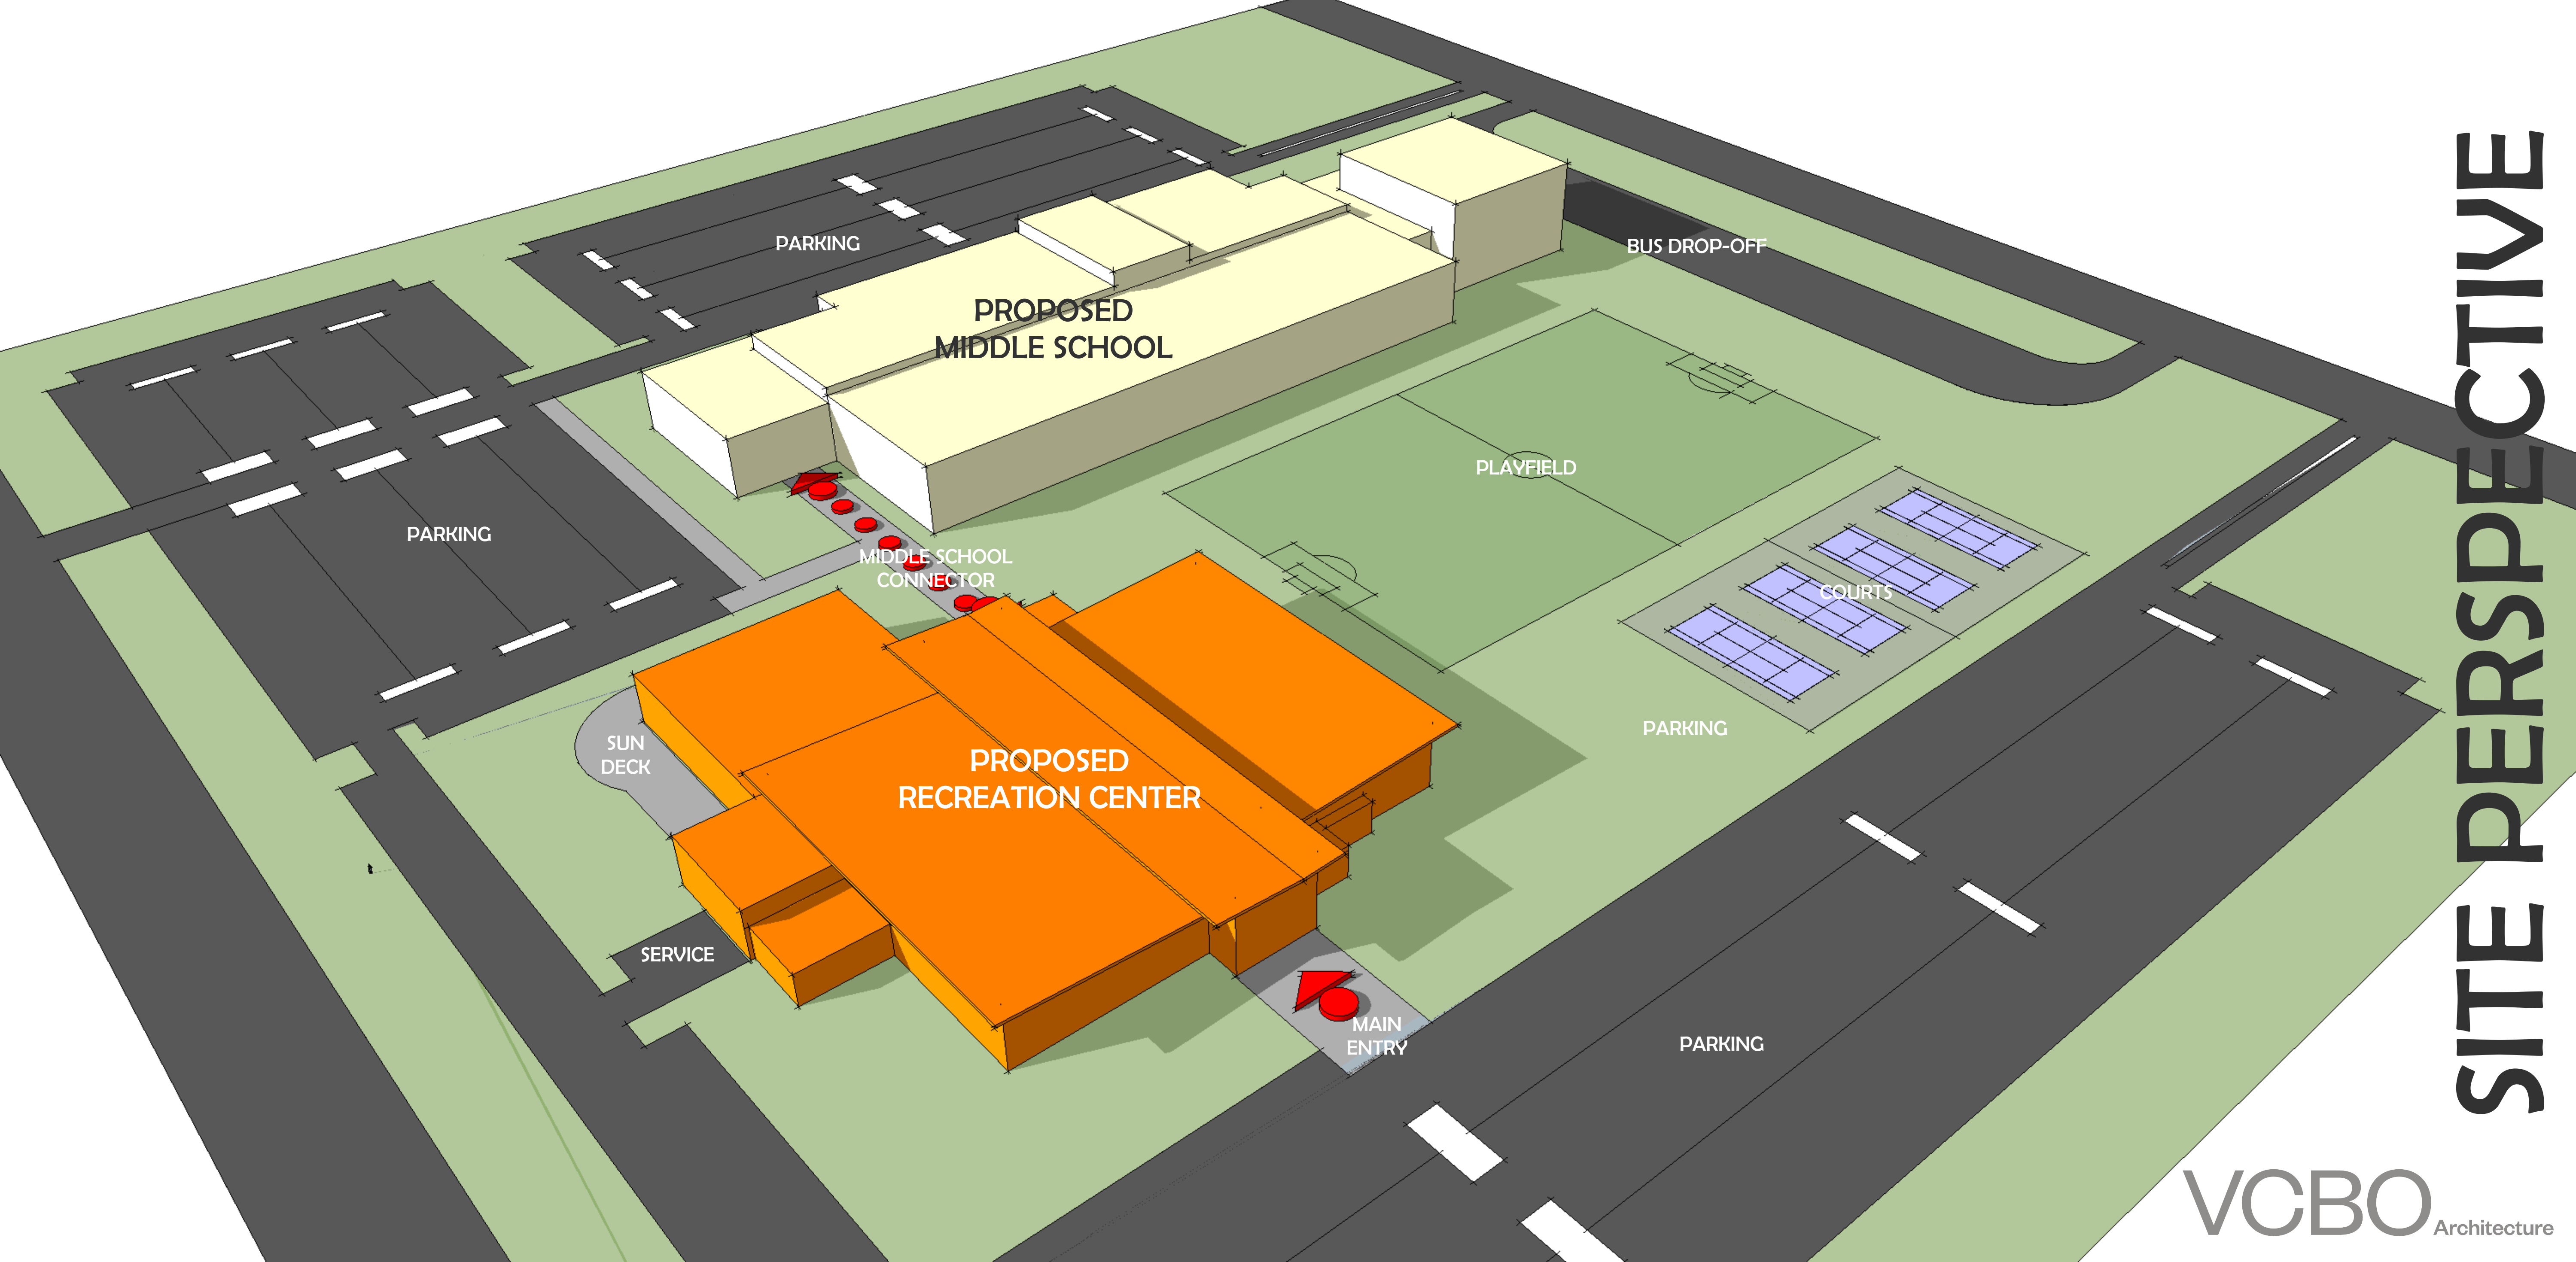 PARKING
BUS DROP-OFF
PROPOSED
MIDDLE SCHOOL
PLAYFIELD
PARKING
MIDDLE SCHOOL
CONNECTOR
COURTS
SUN
DECK
PARKING
PROPOSED
RECREATION CENTER
SERVICE
MAIN
ENTRY
PARKING
SITE PERSPECTIVE
VCBO Architecture